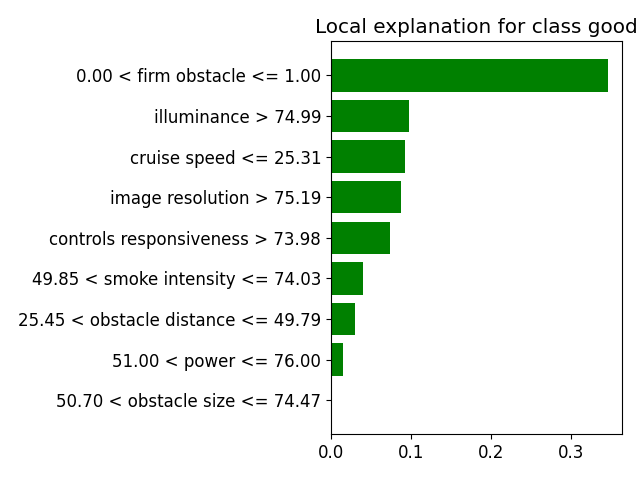 Local explanation for class good
0.00 < firm obstacle <= 1.00
illuminance > 74.99
cruise speed <= 25.31
image resolution > 75.19
controls responsiveness > 73.98
49.85 < smoke intensity <= 74.03
25.45 < obstacle distance <= 49.79
51.00 < power <= 76.00
50.70 < obstacle size <= 74.47
0.0 0.1 0.2 0.3